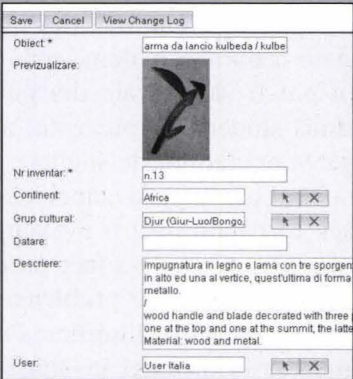 Save Cancel View Change Log
Obiect * arma da lancio kulbeda / kulbe
Previzualizare:
Nr inventar: * n.13
Continent Africa
Grup cultural: Djur (Giur-Luo/Bongo,
Datare:
Descriere: impugnatura in legno e lama con tre sporgen
in alto ed una al vertice, quest'ultima di forma
metallo.
/
wood handle and blade decorated with three
one at the top and one at the summit, the latte
Material: wood and metal.
User: User Italia